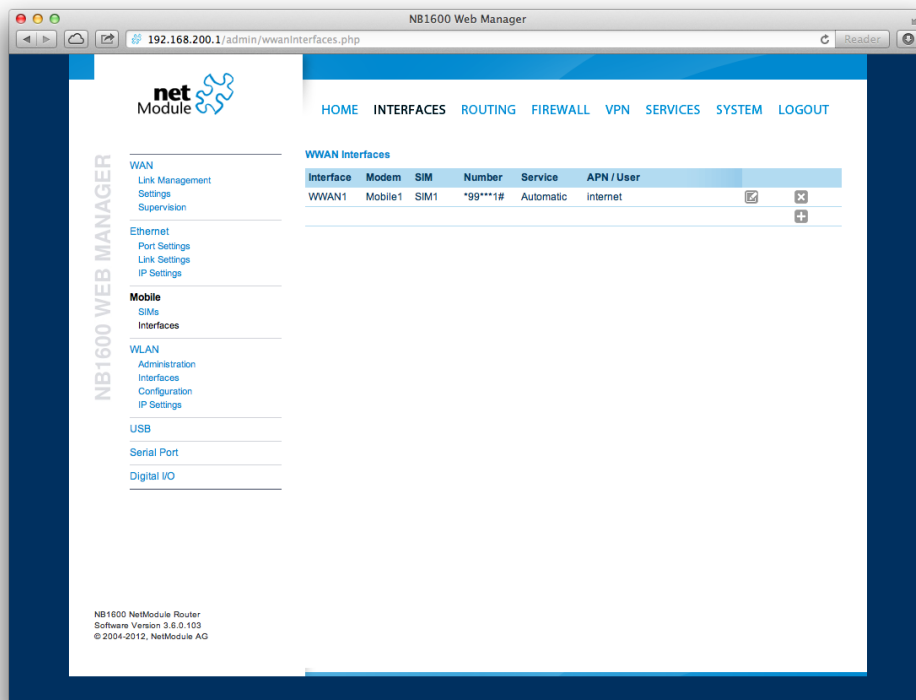 NB1600 Web Manager
192.168.200.1/admin/wwanInterfaces.php
Reader
net
Module
HOME INTERFACES ROUTING FIREWALL VPN SERVICES SYSTEM LOGOUT
NB1600 WEB MANAGER
WAN
Link Management
Settings
Supervision
Ethernet
Port Settings
Link Settings
IP Settings
Mobile
SIMs
Interfaces
WLAN
Administration
Interfaces
Configuration
IP Settings
USB
Serial Port
Digital I/O
WWAN Interfaces
Interface Modem SIM Number Service APN / User
WWAN1 Mobile1 SIM1 *99***1# Automatic internet
NB1600 NetModule Router
Software Version 3.6.0.103
© 2004-2012, NetModule AG